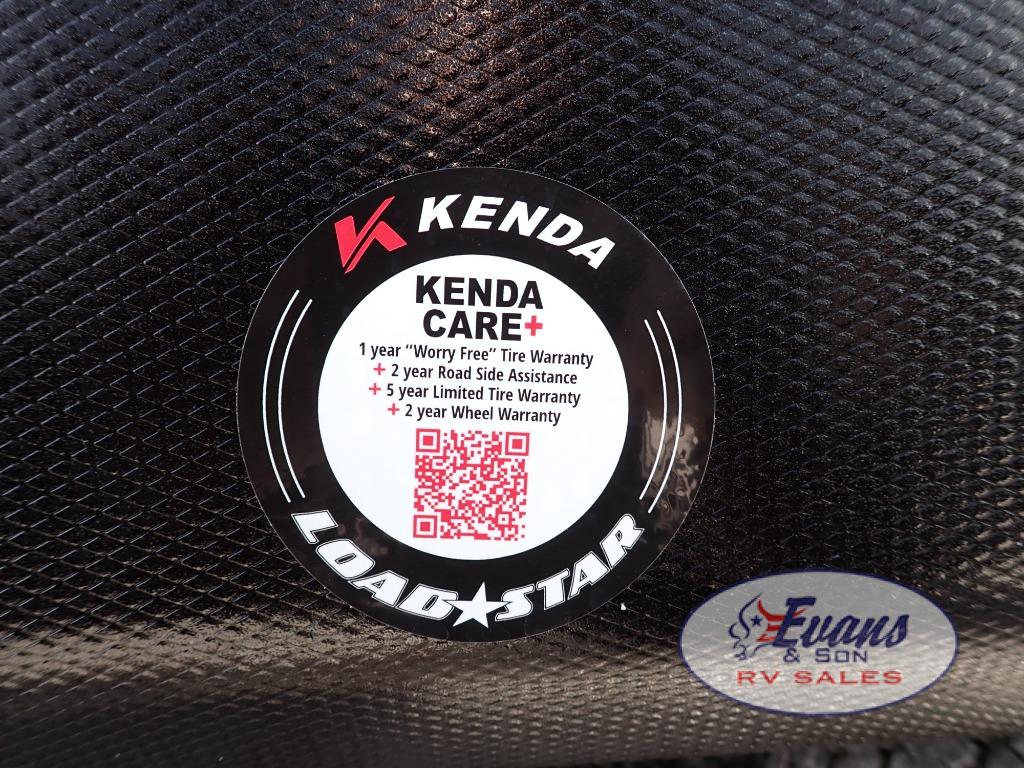 KENDA
KENDA
CARE+
1 year “Worry Free” Tire Warranty
+ 2 year Road Side Assistance
+ 5 year Limited Tire Warranty
+ 2 year Wheel Warranty
LOAD★STAR
Evans
& SON
RV SALES